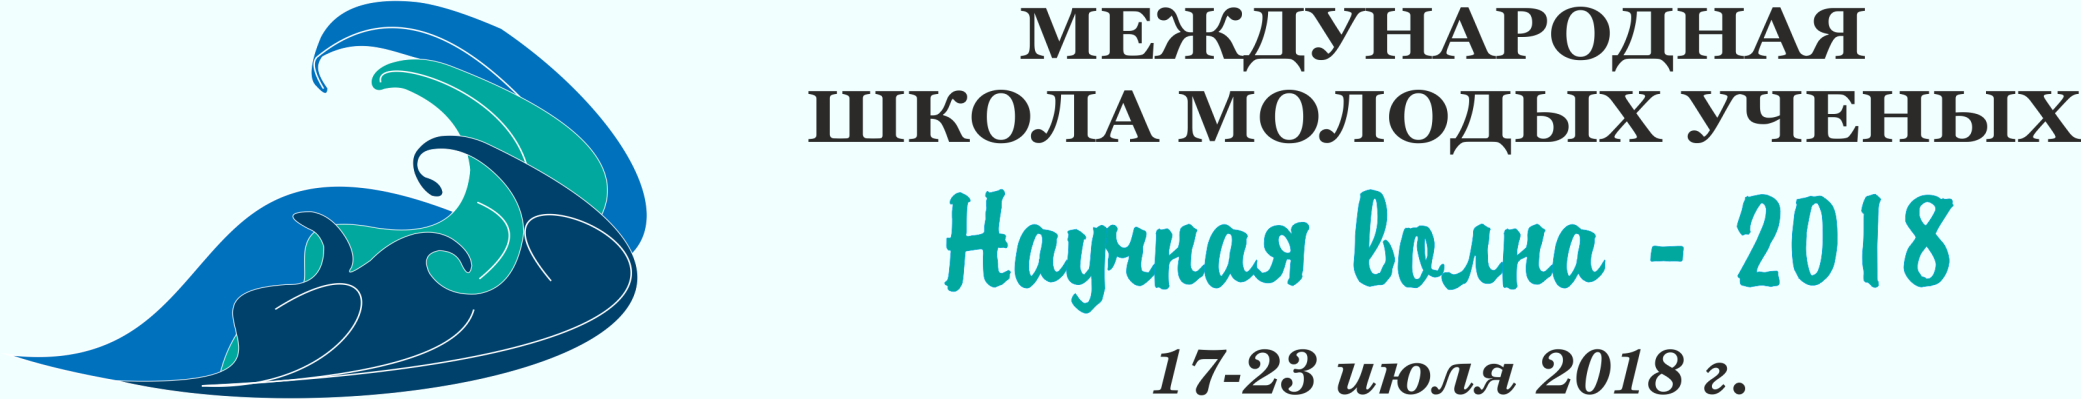 МЕЖДУНАРОДНАЯ
ШКОЛА МОЛОДЫХ УЧЕНЫХ
Научная волна - 2018
17-23 июля 2018 г.